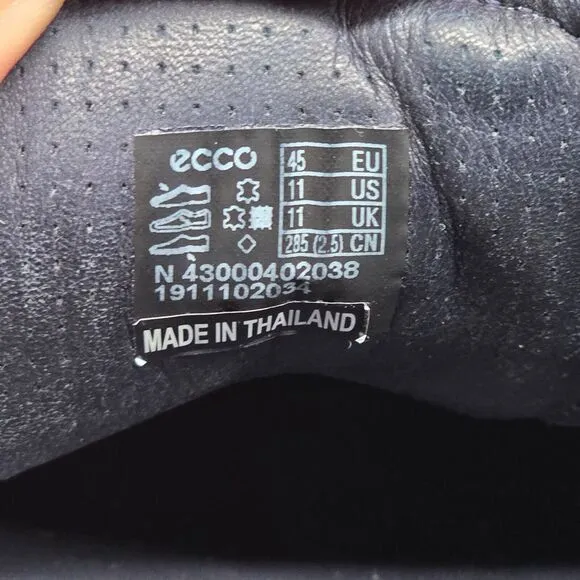 ecco
45 EU
11 US
11 UK
285 (2.5) CN
N 43000402038
1911102034
MADE IN THAILAND